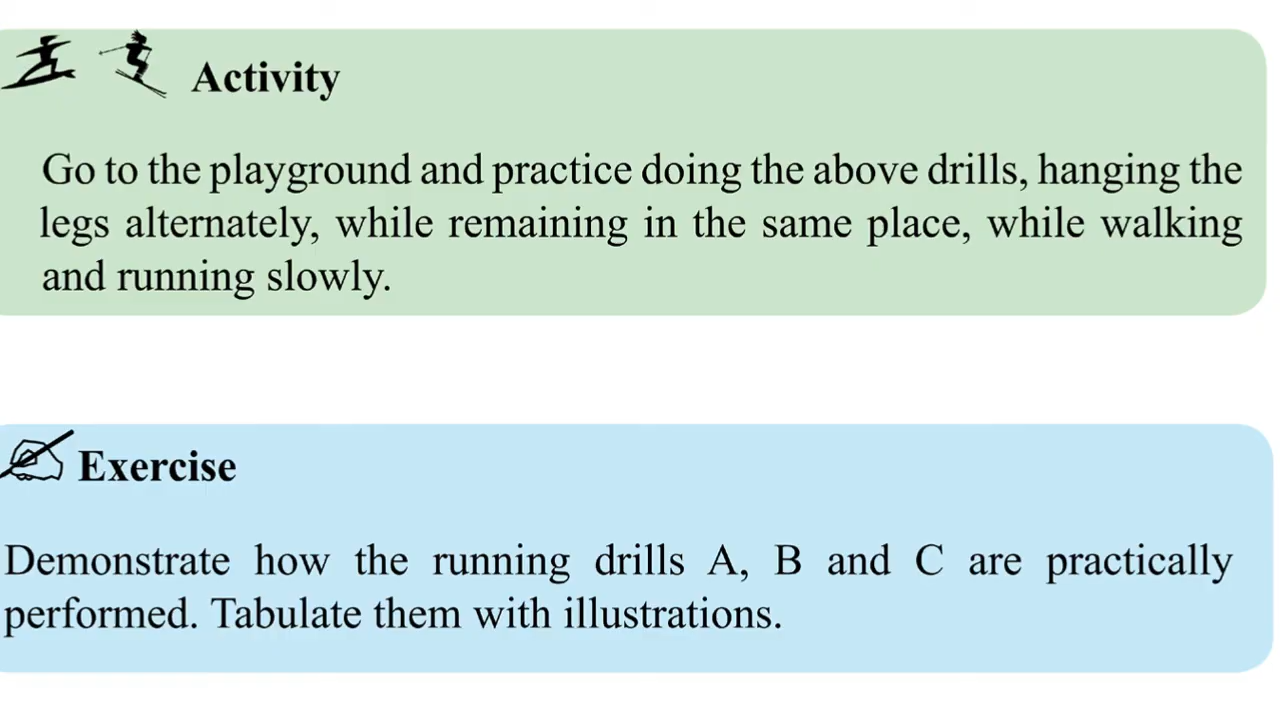 Activity
Go to the playground and practice doing the above drills, hanging the
legs alternately, while remaining in the same place, while walking
and running slowly.
Exercise
Demonstrate how the running drills A, B and C are practically
performed. Tabulate them with illustrations.